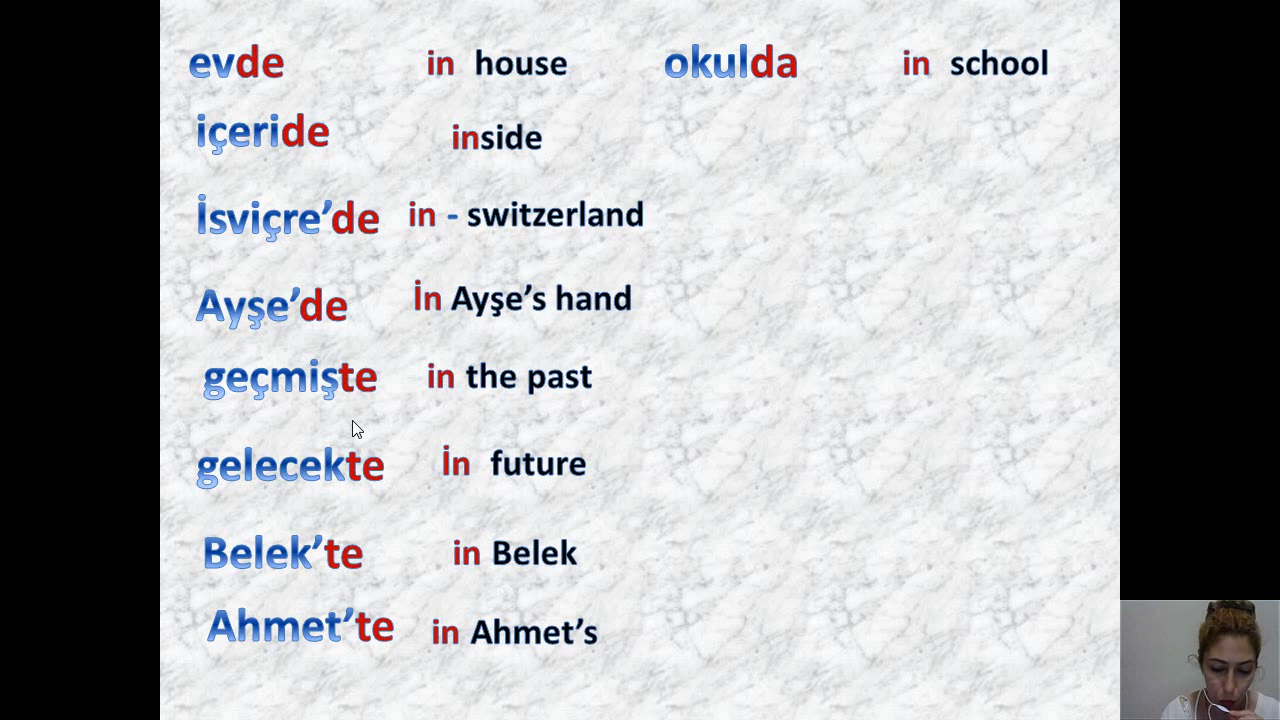 evde in house okulda in school
içeride inside
İsviçre’de in - switzerland
Ayşe’de İn Ayşe’s hand
geçmişte in the past
gelecekte İn future
Belek’te in Belek
Ahmet’te in Ahmet’s